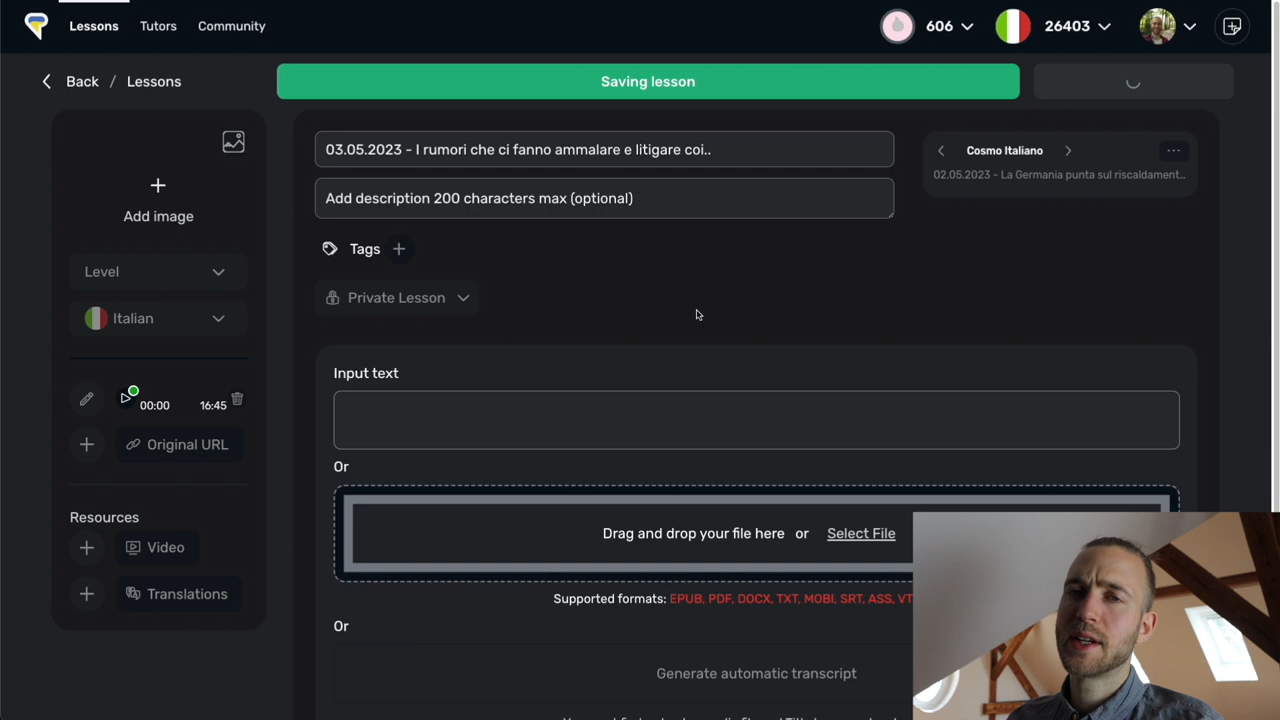 Lessons
Tutors
Community
606
26403
Back / Lessons
Saving lesson
Add image
Level
Italian
00:00 16:45
Original URL
Resources
Video
Translations
03.05.2023 - I rumori che ci fanno ammalare e litigare coi..
Add description 200 characters max (optional)
Tags
Private Lesson
Cosmo Italiano
02.05.2023 - La Germania punta sul riscaldament...
Input text
Or
Drag and drop your file here or Select File
Supported formats: EPUB, PDF, DOCX, TXT, MOBI, SRT, ASS, VT
Or
Generate automatic transcript